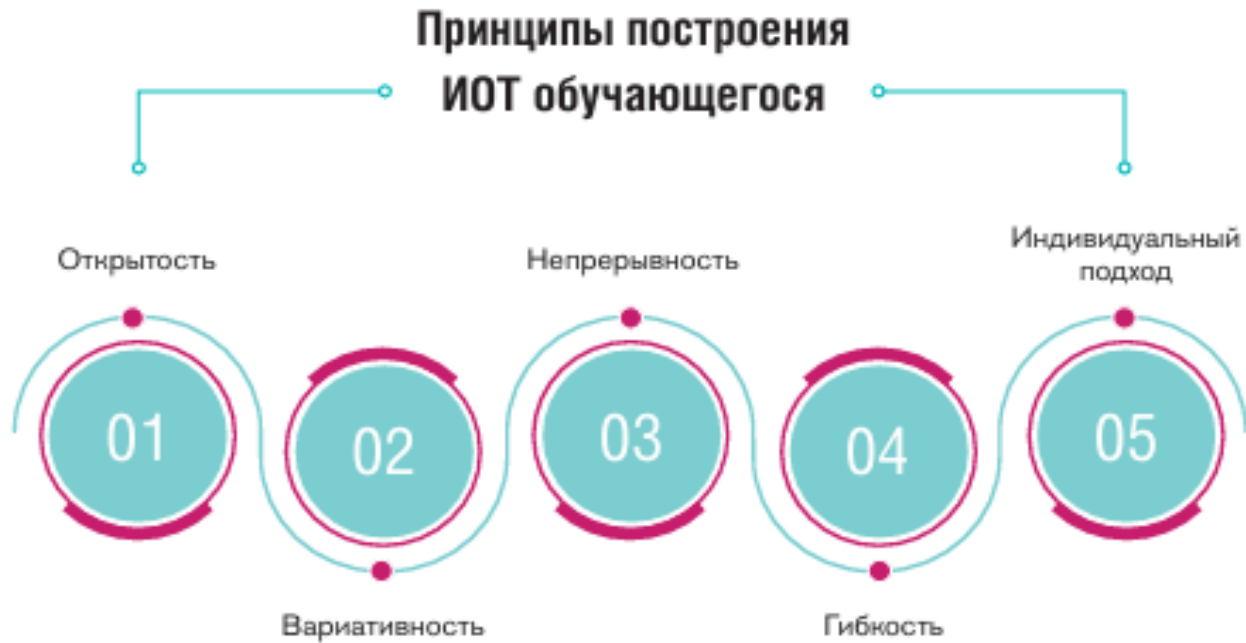 Принципы построения
ИОТ обучающегося
Открытость
Непрерывность
Индивидуальный
подход
01
02
03
04
05
Вариативность
Гибкость